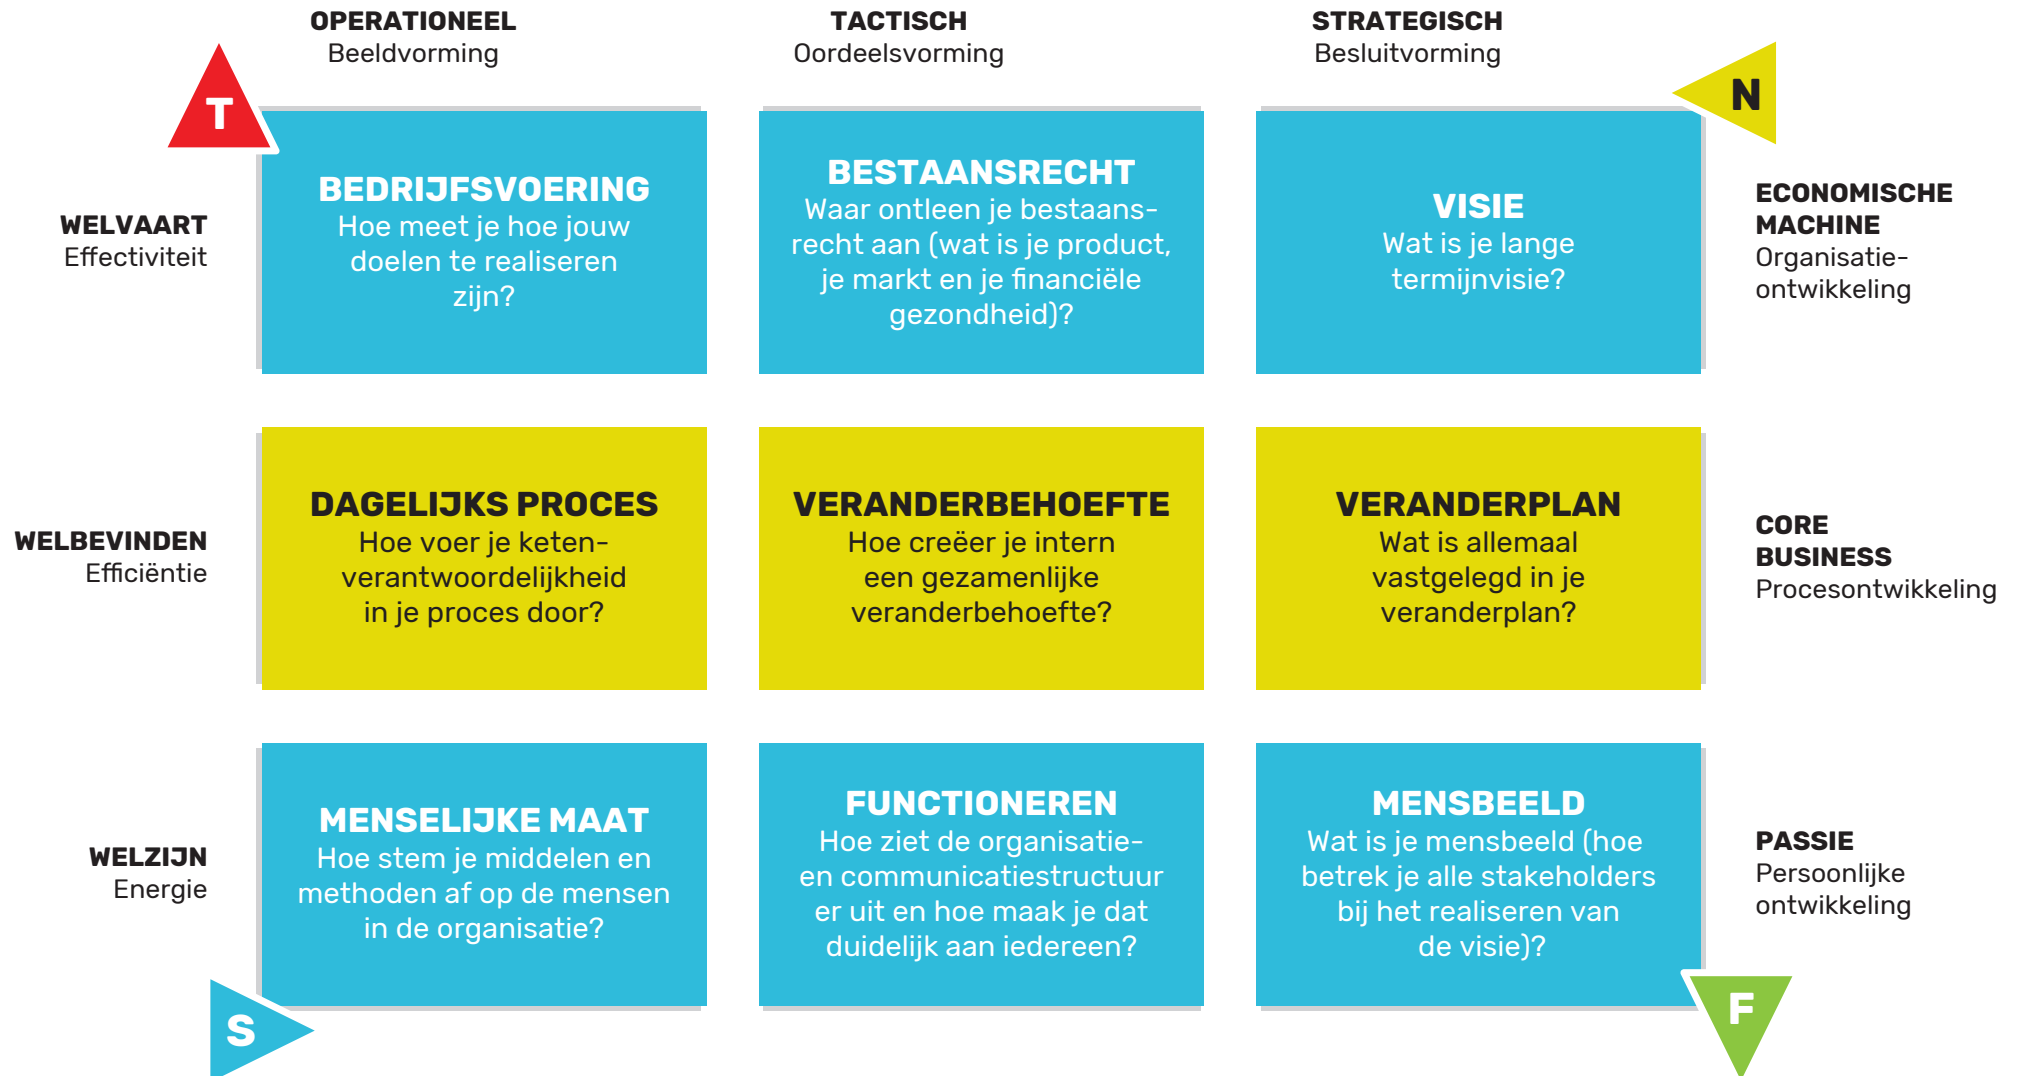 OPERATIONEEL
Beeldvorming
TACTISCH
Oordeelsvorming
STRATEGISCH
Besluitvorming
T
N
WELVAART
Effectiviteit
BEDRIJFSVOERING
Hoe meet je hoe jouw
doelen te realiseren
zijn?
BESTAANSRECHT
Waar ontleen je bestaans-
recht aan (wat is je product,
je markt en je financiële
gezondheid)?
VISIE
Wat is je lange
termijnvisie?
ECONOMISCHE
MACHINE
Organisatie-
ontwikkeling
WELBEVINDEN
Efficiëntie
DAGELIJKS PROCES
Hoe voer je keten-
verantwoordelijkheid
in je proces door?
VERANDERBEHOEFTE
Hoe creëer je intern
een gezamenlijke
veranderbehoefte?
VERANDERPLAN
Wat is allemaal
vastgelegd in je
veranderplan?
CORE
BUSINESS
Procesontwikkeling
WELZIJN
Energie
MENSELIJKE MAAT
Hoe stem je middelen en
methoden af op de mensen
in de organisatie?
FUNCTIONEREN
Hoe ziet de organisatie-
en communicatiestructuur
er uit en hoe maak je dat
duidelijk aan iedereen?
MENSBEELD
Wat is je mensbeeld (hoe
betrek je alle stakeholders
bij het realiseren van
de visie)?
PASSIE
Persoonlijke
ontwikkeling
S
F